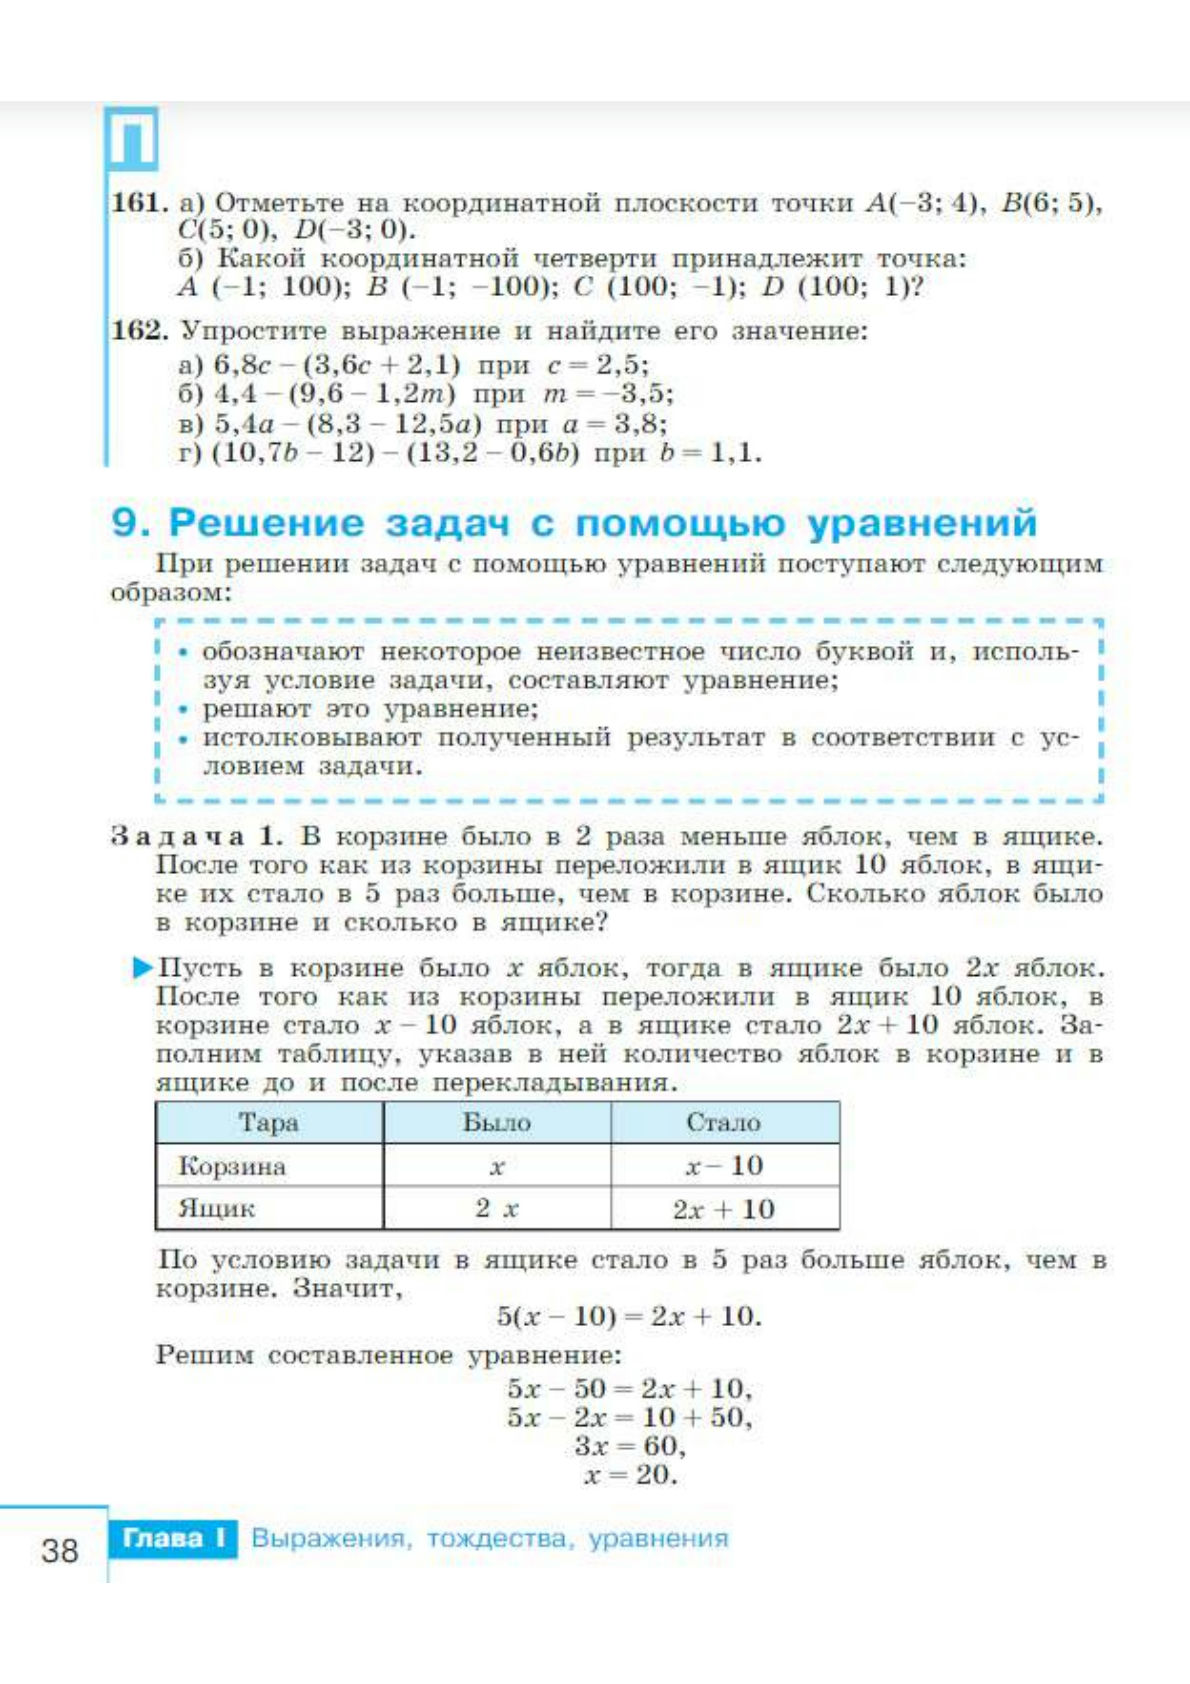 П
161. а) Отметьте на координатной плоскости точки A(−3; 4), B(6; 5),
C(5; 0), D(−3; 0).
б) Какой координатной четверти принадлежит точка:
A (−1; 100); B (−1; −100); C (100; −1); D (100; 1)?
162. Упростите выражение и найдите его значение:
а) 6,8c − (3,6c + 2,1) при c = 2,5;
б) 4,4 − (9,6 − 1,2m) при m = −3,5;
в) 5,4a − (8,3 − 12,5a) при a = 3,8;
г) (10,7b − 12) − (13,2 − 0,6b) при b = 1,1.
9. Решение задач с помощью уравнений
При решении задач с помощью уравнений поступают следующим
образом:
• обозначают некоторое неизвестное число буквой и, исполь-
зуя условие задачи, составляют уравнение;
• решают это уравнение;
• истолковывают полученный результат в соответствии с ус-
ловием задачи.
Задача 1. В корзине было в 2 раза меньше яблок, чем в ящике.
После того как из корзины переложили в ящик 10 яблок, в ящи-
ке их стало в 5 раз больше, чем в корзине. Сколько яблок было
в корзине и сколько в ящике?
Пусть в корзине было x яблок, тогда в ящике было 2x яблок.
После того как из корзины переложили в ящик 10 яблок, в
корзине стало x − 10 яблок, а в ящике стало 2x + 10 яблок. За-
полним таблицу, указав в ней количество яблок в корзине и в
ящике до и после перекладывания.
Тара Было Стало
Корзина x x − 10
Ящик 2 x 2x + 10
По условию задачи в ящике стало в 5 раз больше яблок, чем в
корзине. Значит,
5(x − 10) = 2x + 10.
Решим составленное уравнение:
5x − 50 = 2x + 10,
5x − 2x = 10 + 50,
3x = 60,
x = 20.
38 Глава I Выражения, тождества, уравнения